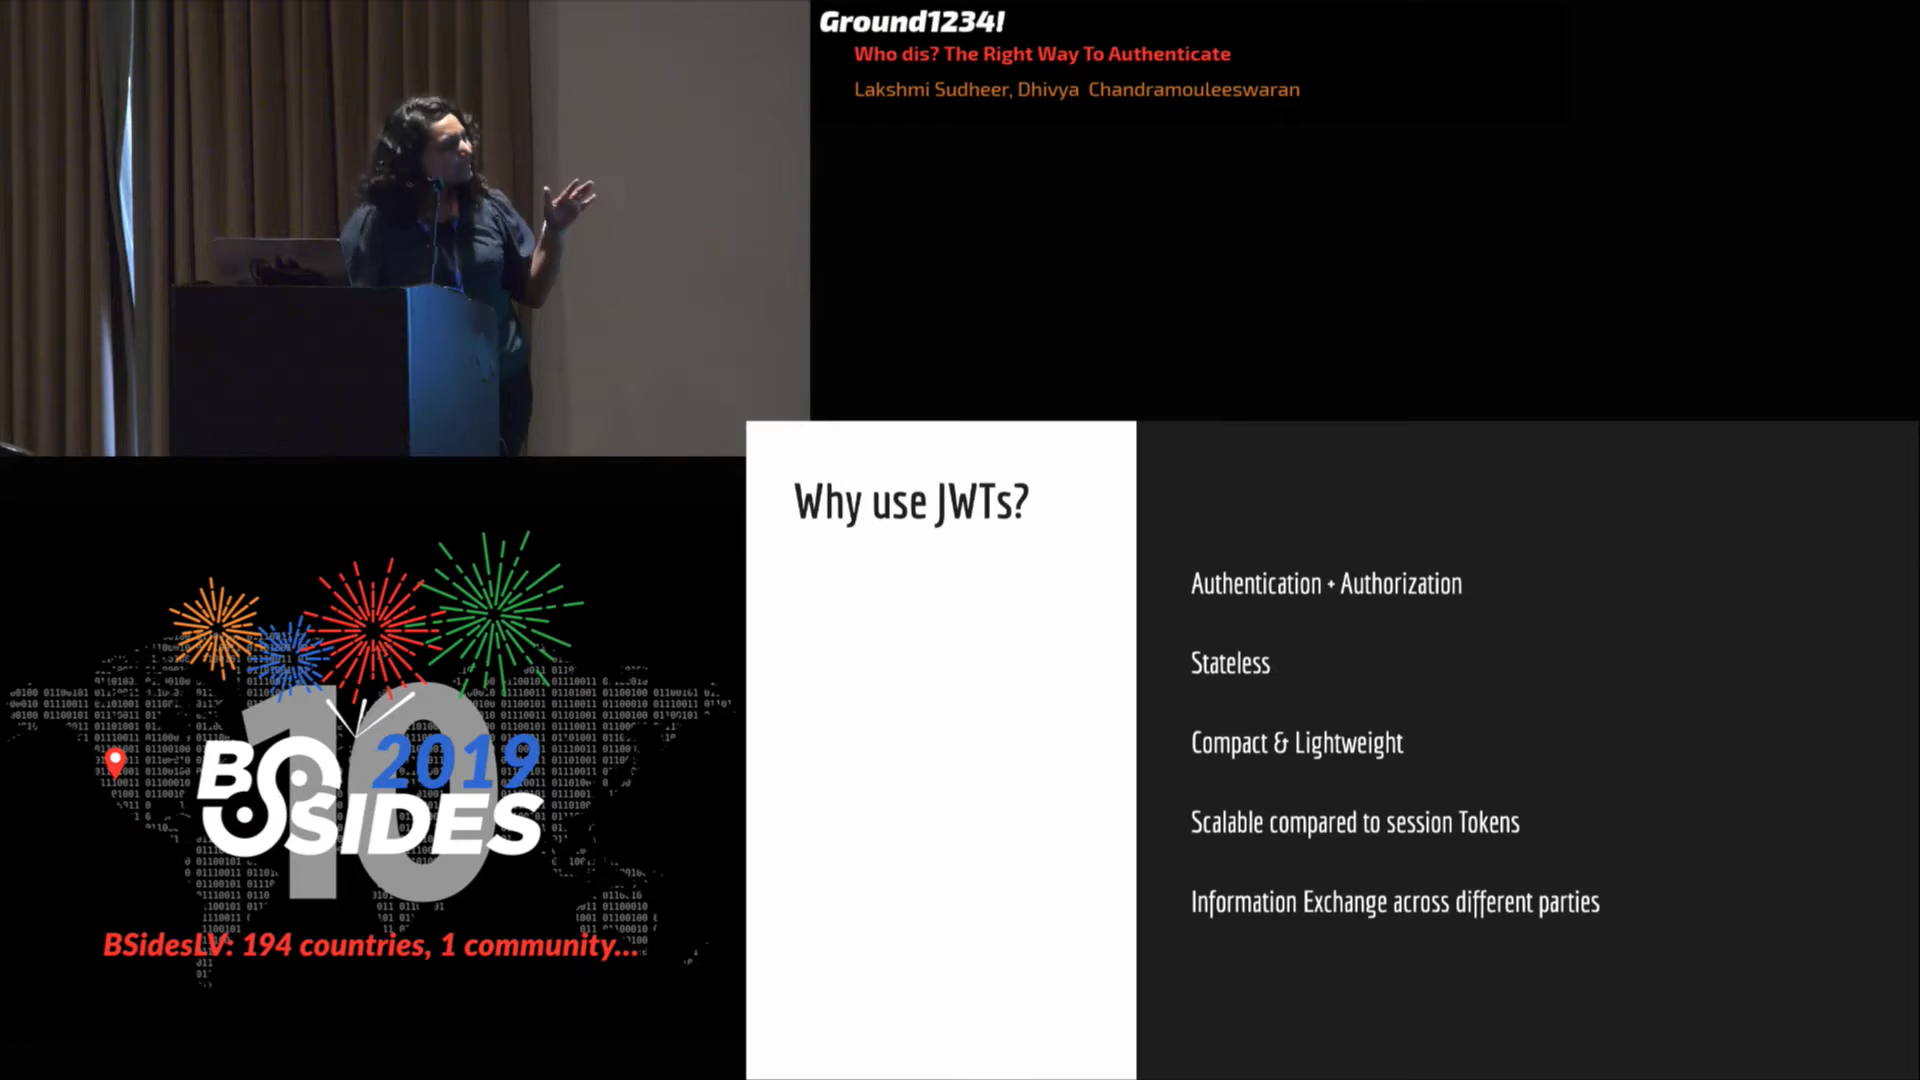 Ground1234!
Who dis? The Right Way To Authenticate
Lakshmi Sudheer, Dhivya Chandramouleeswaran
Why use JWTs?
Authentication + Authorization
Stateless
Compact & Lightweight
Scalable compared to session Tokens
Information Exchange across different parties
10
2019
BSIDES
BSidesLV: 194 countries, 1 community...